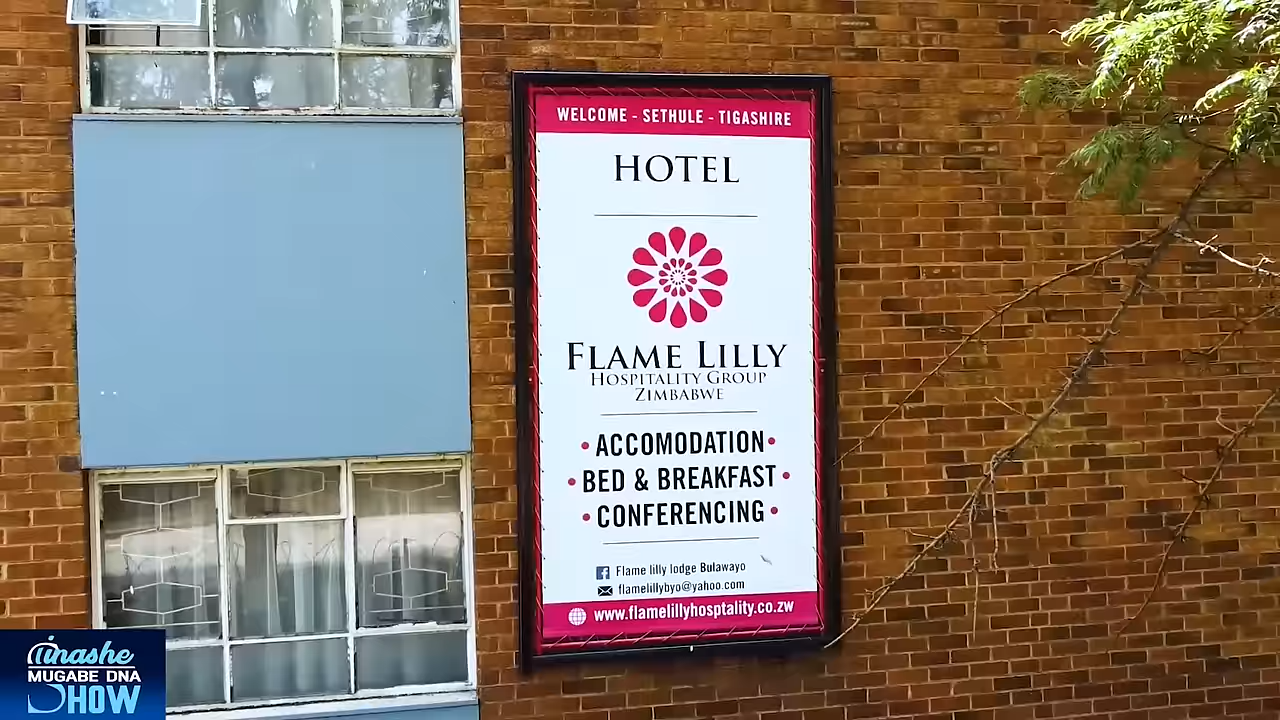 WELCOME - SETHULE - TIGASHIRE
HOTEL
FLAME LILLY
HOSPITALITY GROUP
ZIMBABWE
• ACCOMODATION •
• BED & BREAKFAST •
• CONFERENCING •
Flame lilly lodge Bulawayo
flamelillybyo@yahoo.com
www.flamelillyhosptality.co.zw
Tinashe
MUGABE DNA
SHOW